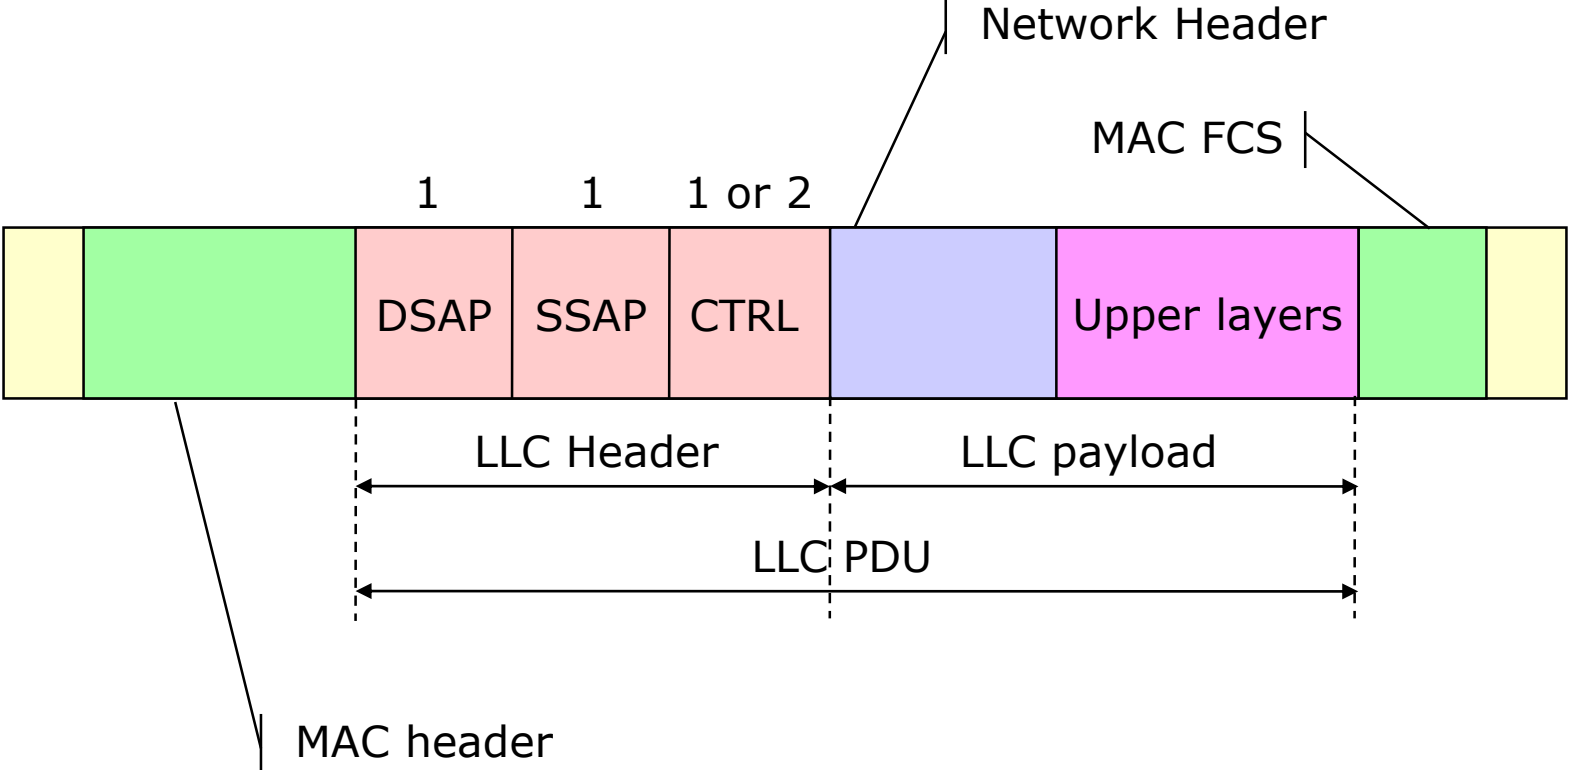 Network Header
MAC FCS
1 1 1 or 2
DSAP SSAP CTRL Upper layers
LLC Header LLC payload
LLC PDU
MAC header